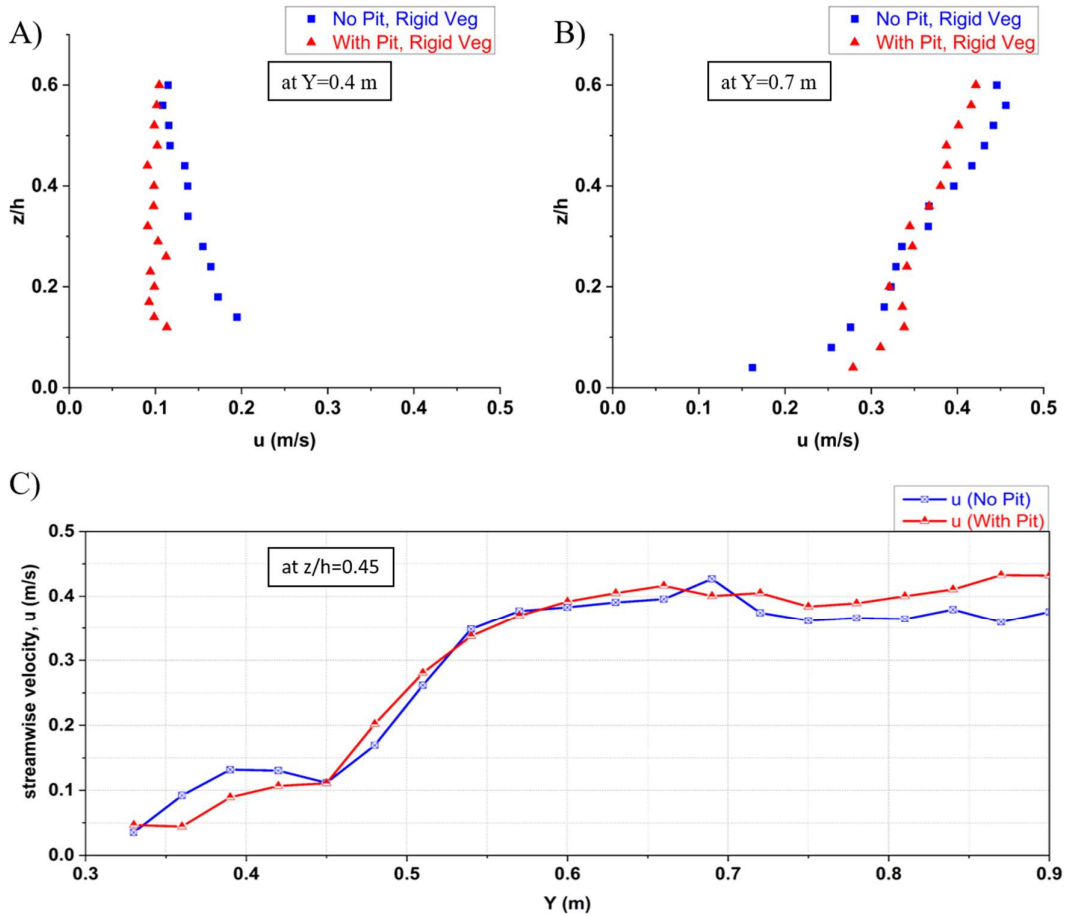 A)
No Pit, Rigid Veg
With Pit, Rigid Veg
at Y=0.4 m
0.6
0.4
0.2
0.0
z/h
0.0 0.1 0.2 0.3 0.4 0.5
u (m/s)
B)
No Pit, Rigid Veg
With Pit, Rigid Veg
at Y=0.7 m
0.6
0.4
0.2
0.0
z/h
0.0 0.1 0.2 0.3 0.4 0.5
u (m/s)
C)
u (No Pit)
u (With Pit)
at z/h=0.45
0.5
0.4
0.3
0.2
0.1
0.0
streamwise velocity, u (m/s)
0.3 0.4 0.5 0.6 0.7 0.8 0.9
Y (m)